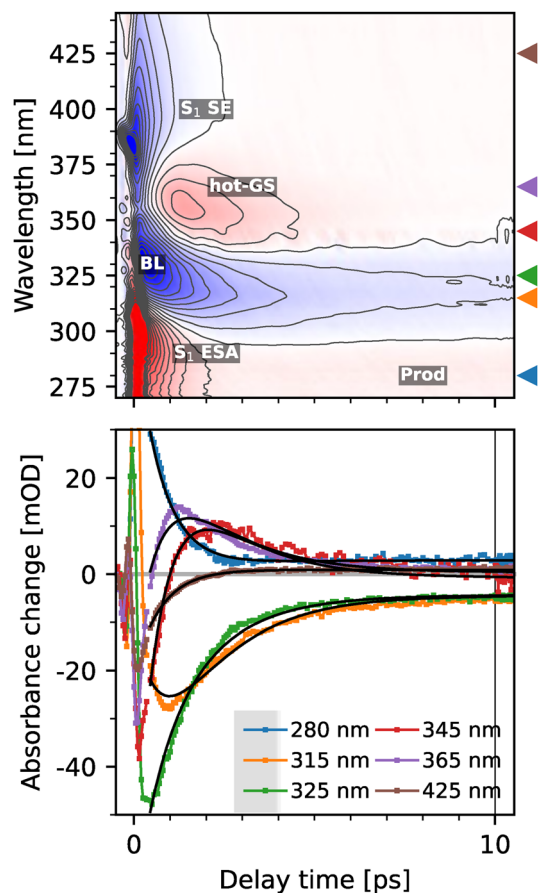 Wavelength [nm]
425
400
375
350
325
300
275
S₁ SE
hot-GS
BL
S₁ ESA
Prod
Absorbance change [mOD]
20
0
-20
-40
280 nm
315 nm
325 nm
345 nm
365 nm
425 nm
0
10
Delay time [ps]